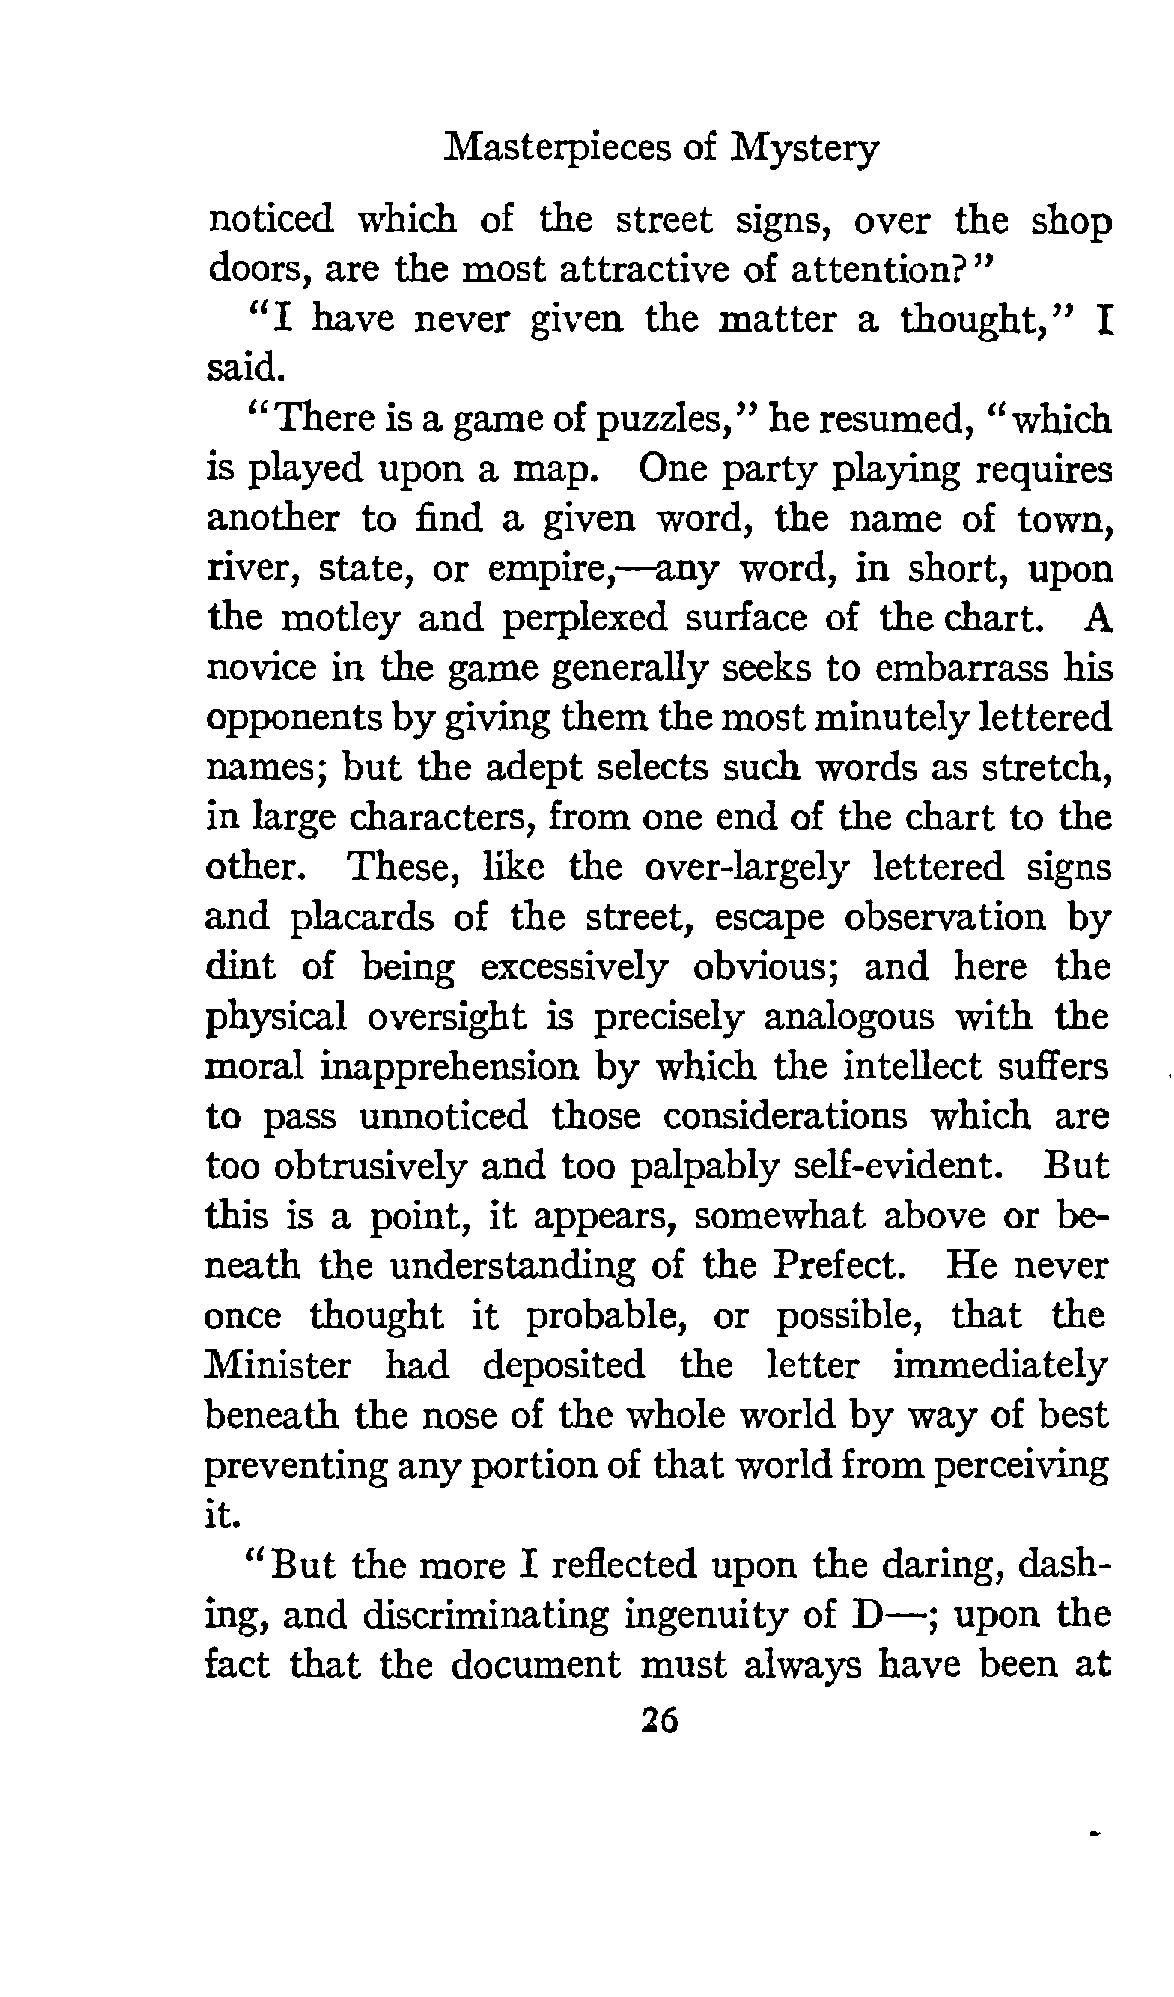 Masterpieces of Mystery
noticed which of the street signs, over the shop
doors, are the most attractive of attention?"
"I have never given the matter a thought," I
said.
"There is a game of puzzles," he resumed, "which
is played upon a map. One party playing requires
another to find a given word, the name of town,
river, state, or empire,—any word, in short, upon
the motley and perplexed surface of the chart. A
novice in the game generally seeks to embarrass his
opponents by giving them the most minutely lettered
names; but the adept selects such words as stretch,
in large characters, from one end of the chart to the
other. These, like the over-largely lettered signs
and placards of the street, escape observation by
dint of being excessively obvious; and here the
physical oversight is precisely analogous with the
moral inapprehension by which the intellect suffers
to pass unnoticed those considerations which are
too obtrusively and too palpably self-evident. But
this is a point, it appears, somewhat above or be-
neath the understanding of the Prefect. He never
once thought it probable, or possible, that the
Minister had deposited the letter immediately
beneath the nose of the whole world by way of best
preventing any portion of that world from perceiving
it.
"But the more I reflected upon the daring, dash-
ing, and discriminating ingenuity of D—; upon the
fact that the document must always have been at
26